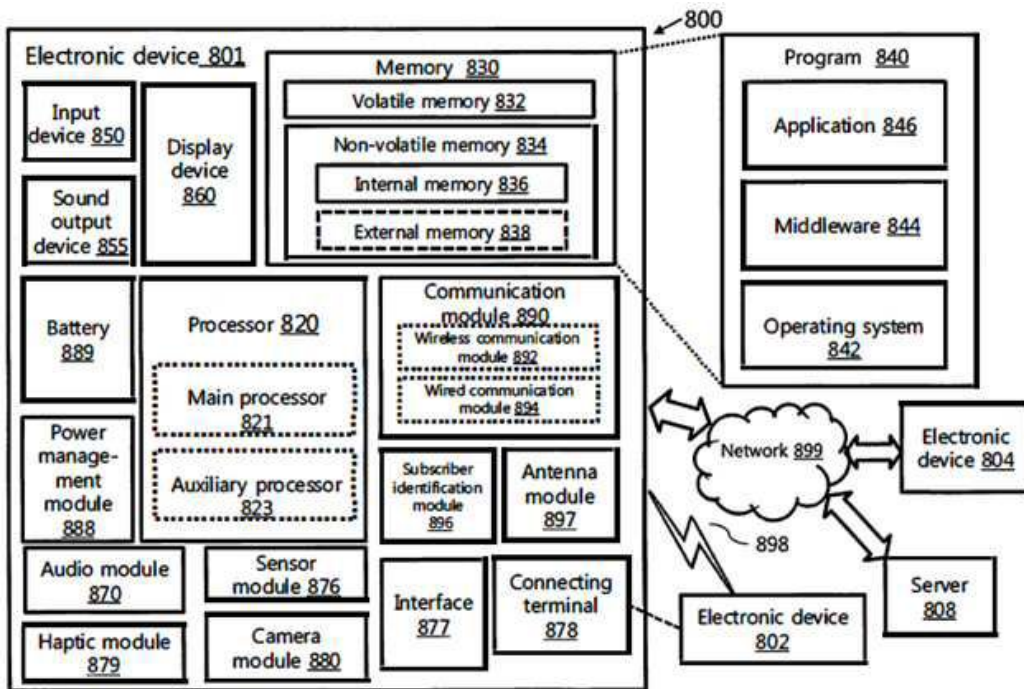 800
Electronic device 801
Input
device 850
Sound
output
device 855
Display
device
860
Memory 830
Volatile memory 832
Non-volatile memory 834
Internal memory 836
External memory 838
Program 840
Application 846
Middleware 844
Operating system
842
Battery
889
Power
manage-
ment module
888
Processor 820
Main processor
821
Auxiliary processor
823
Communication
module 890
Wireless communication
module 892
Wired communication
module 894
Subscriber
identification
module
896
Antenna
module
897
Audio module
870
Haptic module
879
Sensor
module 876
Camera
module 880
Interface
877
Connecting
terminal
878
Network 899
898
Electronic
device 804
Server
808
Electronic device
802